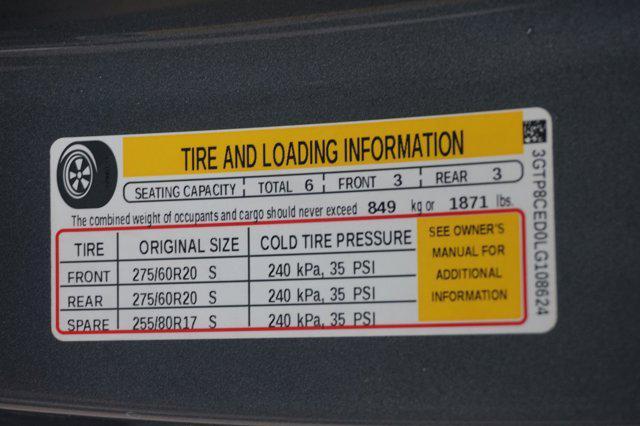 TIRE AND LOADING INFORMATION
SEATING CAPACITY TOTAL 6 FRONT 3 REAR 3
The combined weight of occupants and cargo should never exceed 849 kg or 1871 lbs.
TIRE ORIGINAL SIZE COLD TIRE PRESSURE
FRONT 275/60R20 S 240 kPa, 35 PSI
REAR 275/60R20 S 240 kPa, 35 PSI
SPARE 255/80R17 S 240 kPa, 35 PSI
SEE OWNER'S
MANUAL FOR
ADDITIONAL
INFORMATION
3GTP8CED0LG108624